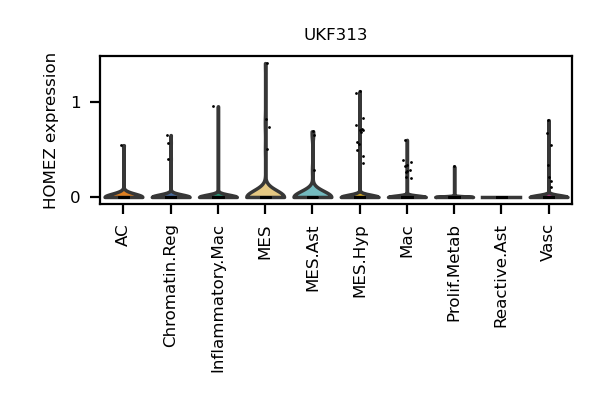 UKF313
HOMEZ expression
1
0
AC
Chromatin.Reg
Inflammatory.Mac
MES
MES.Ast
MES.Hyp
Mac
Prolif.Metab
Reactive.Ast
Vasc